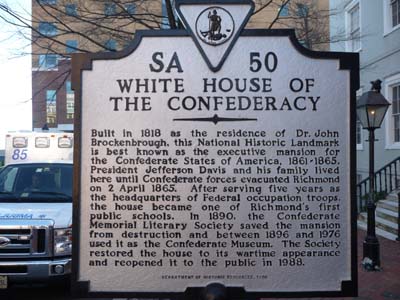 SA 50
WHITE HOUSE OF
THE CONFEDERACY
Built in 1818 as the residence of Dr. John
Brockenbrough, this National Historic Landmark
is best known as the executive mansion for
the Confederate States of America, 1861-1865.
President Jefferson Davis and his family lived
here until Confederate forces evacuated Richmond
on 2 April 1865. After serving five years as
the headquarters of Federal occupation troops,
the house became one of Richmond's first
public schools. In 1890, the Confederate
Memorial Literary Society saved the mansion
from destruction and between 1896 and 1976
used it as the Confederate Museum. The Society
restored the house to its wartime appearance
and reopened it to the public in 1988.
DEPARTMENT OF HISTORIC RESOURCES,
85